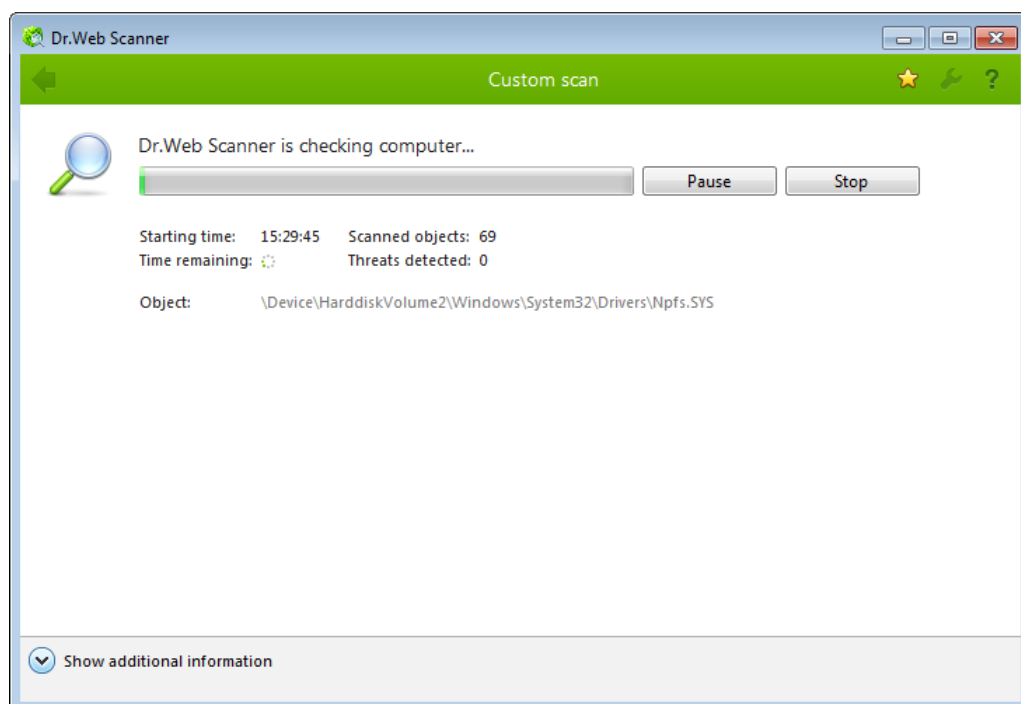 Dr.Web Scanner
Custom scan
?
Dr.Web Scanner is checking computer...
Pause
Stop
Starting time: 15:29:45 Scanned objects: 69
Time remaining: Threats detected: 0
Object: \Device\HarddiskVolume2\Windows\System32\Drivers\Npfs.SYS
Show additional information